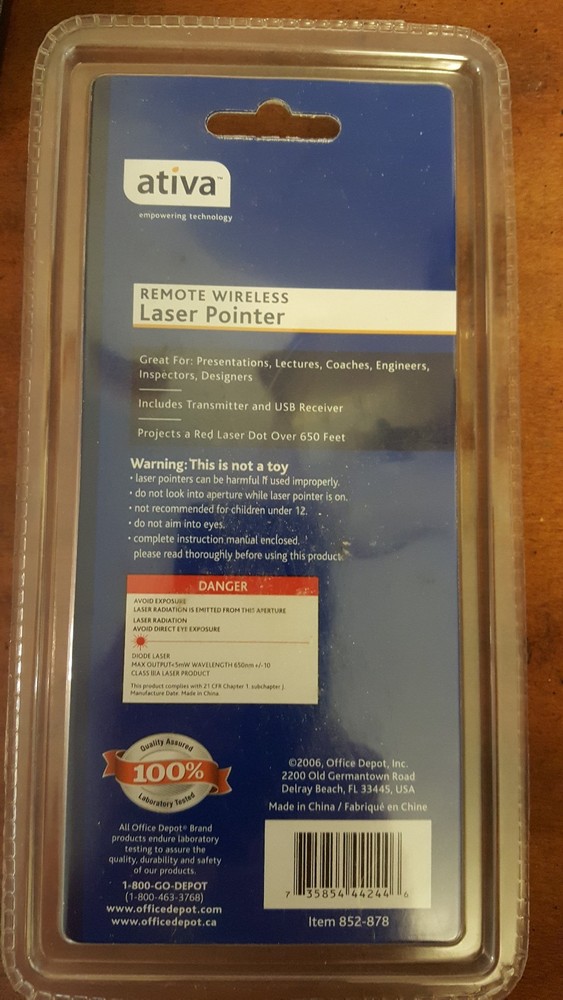 ativa™
empowering technology
REMOTE WIRELESS
Laser Pointer
Great For: Presentations, Lectures, Coaches, Engineers,
Inspectors, Designers
Includes Transmitter and USB Receiver
Projects a Red Laser Dot Over 650 Feet
Warning: This is not a toy
• laser pointers can be harmful if used improperly.
• do not look into aperture while laser pointer is on.
• not recommended for children under 12.
• do not aim into eyes.
• complete instruction manual enclosed.
please read thoroughly before using this product.
DANGER
AVOID EXPOSURE
LASER RADIATION IS EMITTED FROM THIS APERTURE
LASER RADIATION
AVOID DIRECT EYE EXPOSURE
DIODE LASER
MAX OUTPUT<5mW WAVELENGTH 650nm +/-10
CLASS IIIA LASER PRODUCT
This product complies with 21 CFR Chapter 1 subchapter J.
Manufacture Date: Made in China
Quality Assured
100%
Laboratory Tested
All Office Depot® Brand
products endure laboratory
testing to assure the
quality, durability and safety
of our products.
1-800-GO-DEPOT
(1-800-463-3768)
www.officedepot.com
www.officedepot.ca
©2006, Office Depot, Inc.
2200 Old Germantown Road
Delray Beach, FL 33445, USA
Made in China / Fabriqué en Chine
7 35854 44244 6
Item 852-878